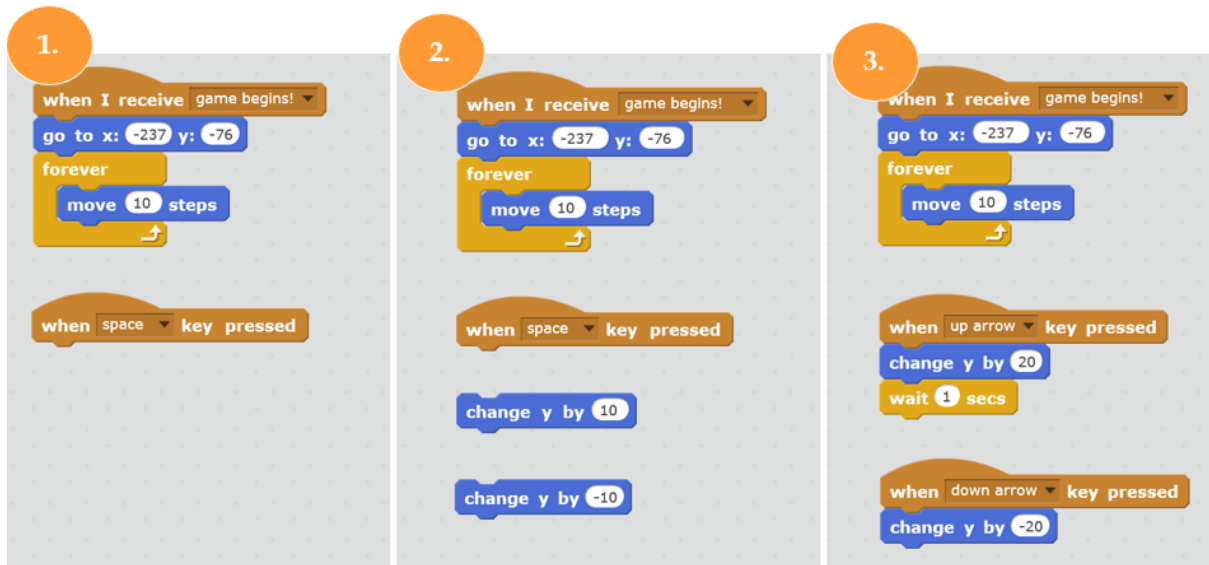 1.
when I receive game begins!
go to x: -237 y: -76
forever
move 10 steps
when space key pressed
2.
when I receive game begins!
go to x: -237 y: -76
forever
move 10 steps
when space key pressed
change y by 10
change y by -10
3.
when I receive game begins!
go to x: -237 y: -76
forever
move 10 steps
when up arrow key pressed
change y by 20
wait 1 secs
when down arrow key pressed
change y by -20